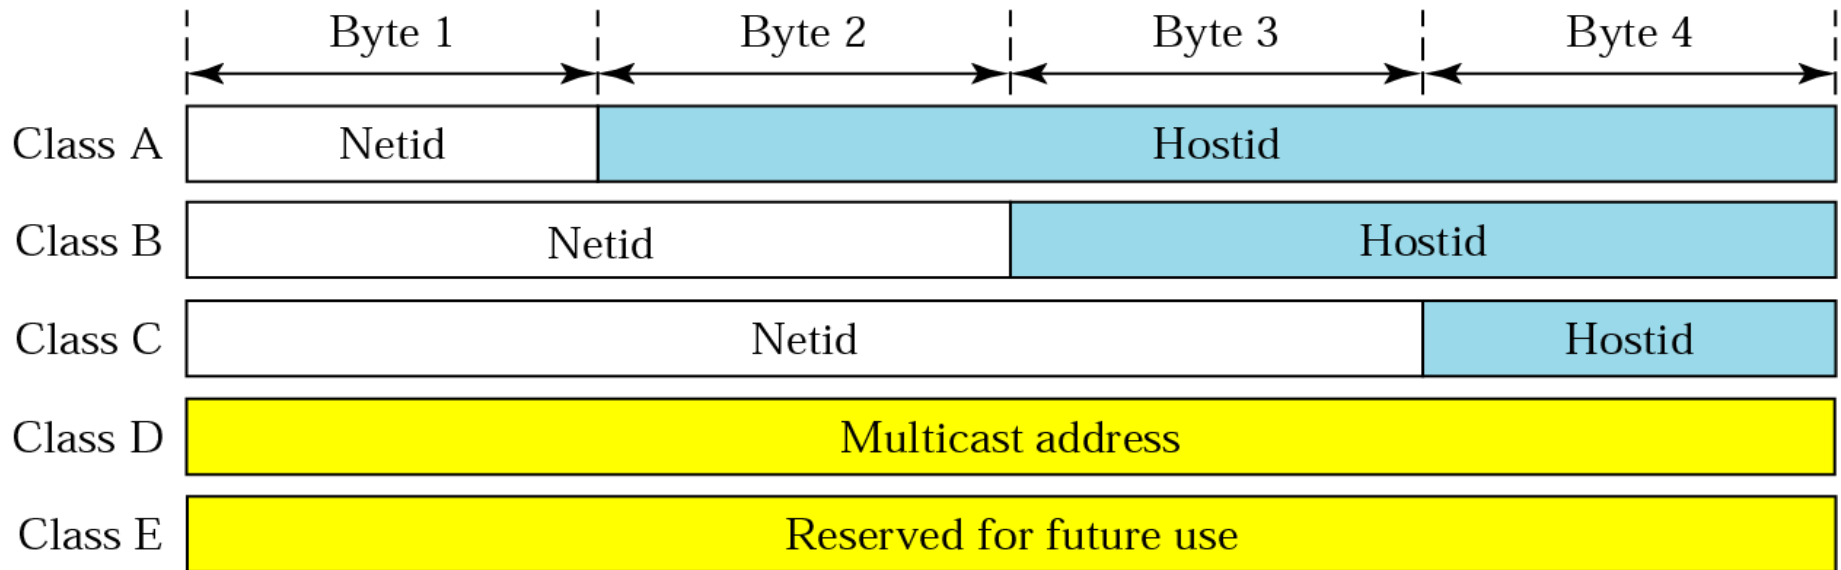 Byte 1 Byte 2 Byte 3 Byte 4
Class A Netid Hostid
Class B Netid Hostid
Class C Netid Hostid
Class D Multicast address
Class E Reserved for future use